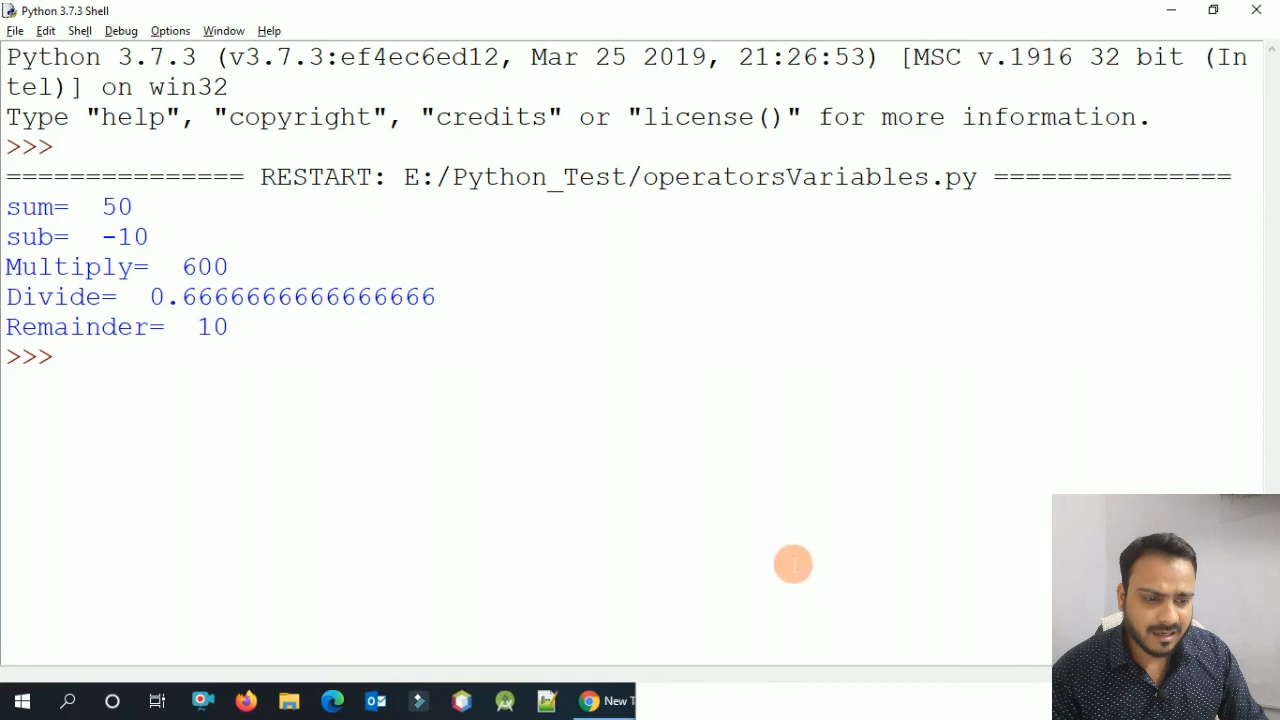 Python 3.7.3 Shell
File Edit Shell Debug Options Window Help
Python 3.7.3 (v3.7.3:ef4ec6ed12, Mar 25 2019, 21:26:53) [MSC v.1916 32 bit (In
tel)] on win32
Type "help", "copyright", "credits" or "license()" for more information.
>>>
=============== RESTART: E:/Python_Test/operatorsVariables.py ===============
sum=  50
sub=  -10
Multiply=  600
Divide=  0.6666666666666666
Remainder=  10
>>>
New T